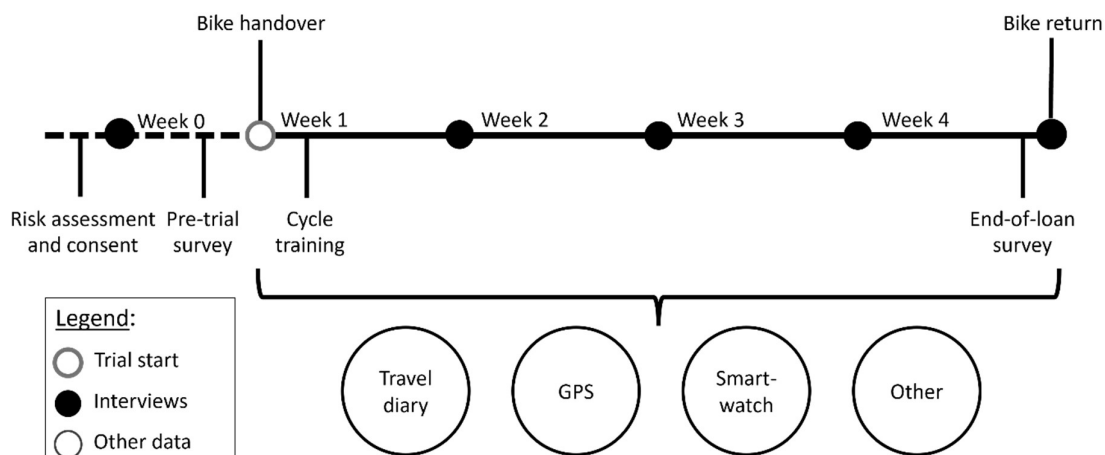 Bike handover
Bike return
Week 0
Week 1
Week 2
Week 3
Week 4
Risk assessment
and consent
Pre-trial
survey
Cycle
training
End-of-loan
survey
Legend:
Trial start
Interviews
Other data
Travel
diary
GPS
Smart-
watch
Other